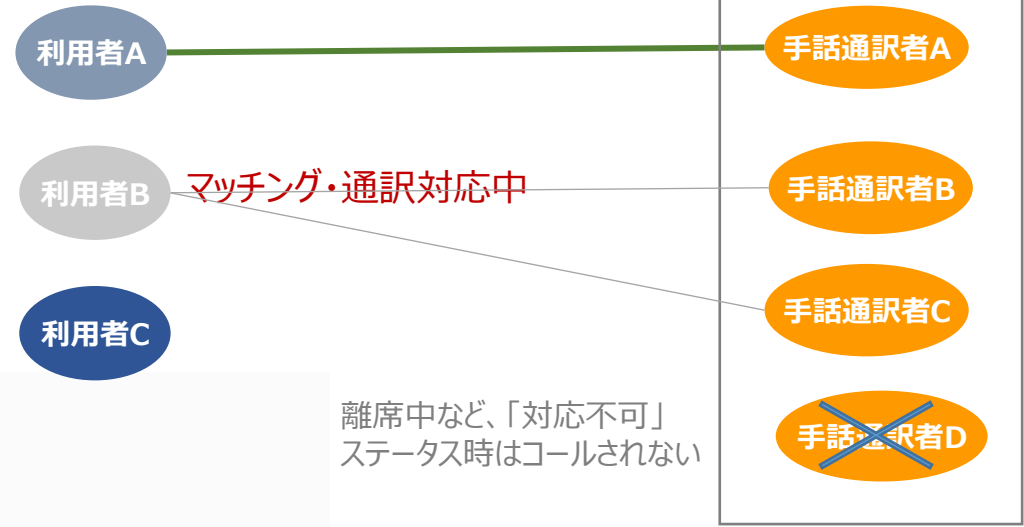 利用者A
手話通訳者A
利用者B
マッチング・通訳対応中
手話通訳者B
利用者C
手話通訳者C
離席中など、「対応不可」
ステータス時はコールされない
手話通訳者D